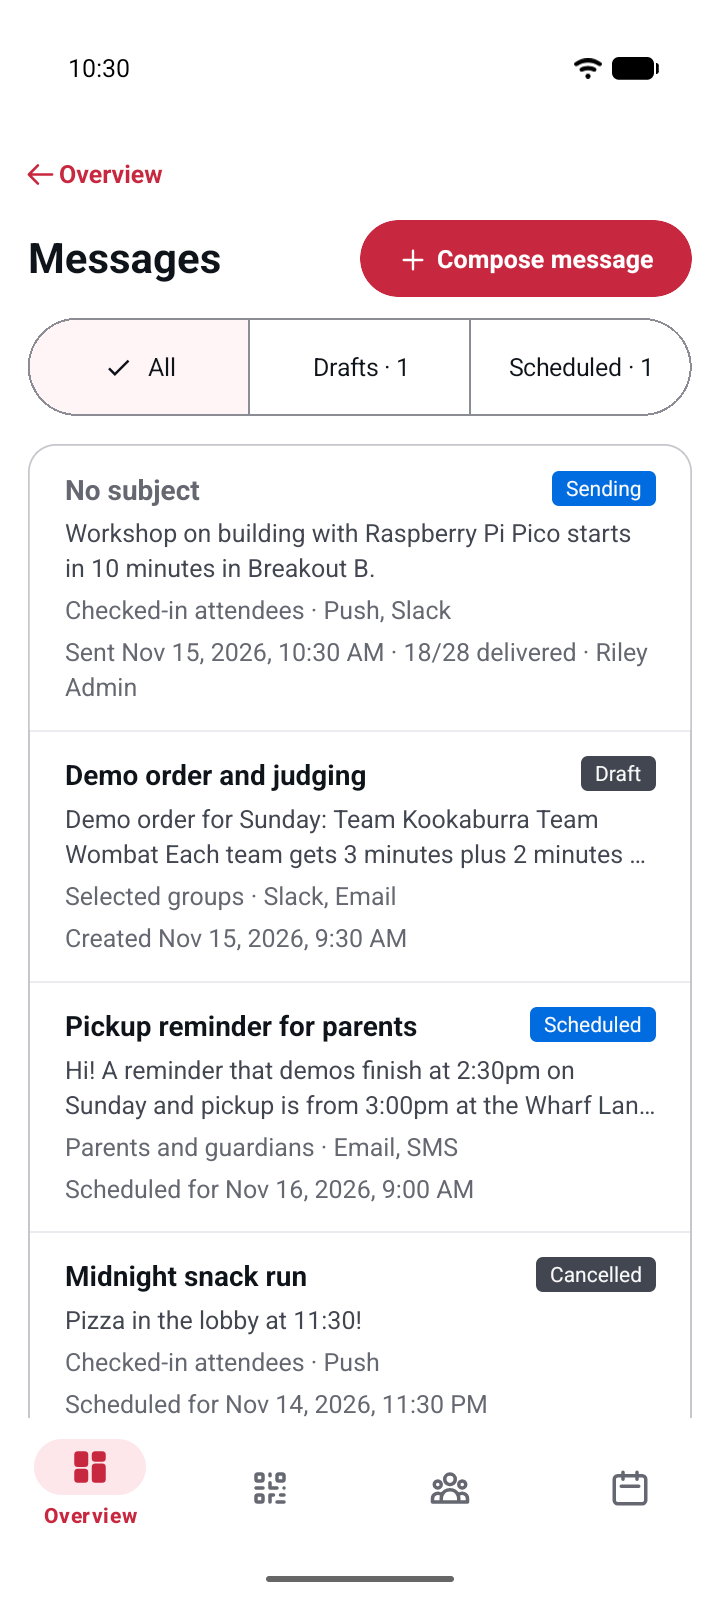 10:30
Overview
Messages
Compose message
All
Drafts · 1
Scheduled · 1
No subject
Sending
Workshop on building with Raspberry Pi Pico starts
in 10 minutes in Breakout B.
Checked-in attendees · Push, Slack
Sent Nov 15, 2026, 10:30 AM · 18/28 delivered · Riley
Admin
Demo order and judging
Draft
Demo order for Sunday: Team Kookaburra Team
Wombat Each team gets 3 minutes plus 2 minutes ...
Selected groups · Slack, Email
Created Nov 15, 2026, 9:30 AM
Pickup reminder for parents
Scheduled
Hi! A reminder that demos finish at 2:30pm on
Sunday and pickup is from 3:00pm at the Wharf Lan...
Parents and guardians · Email, SMS
Scheduled for Nov 16, 2026, 9:00 AM
Midnight snack run
Cancelled
Pizza in the lobby at 11:30!
Checked-in attendees · Push
Scheduled for Nov 14, 2026, 11:30 PM
Overview